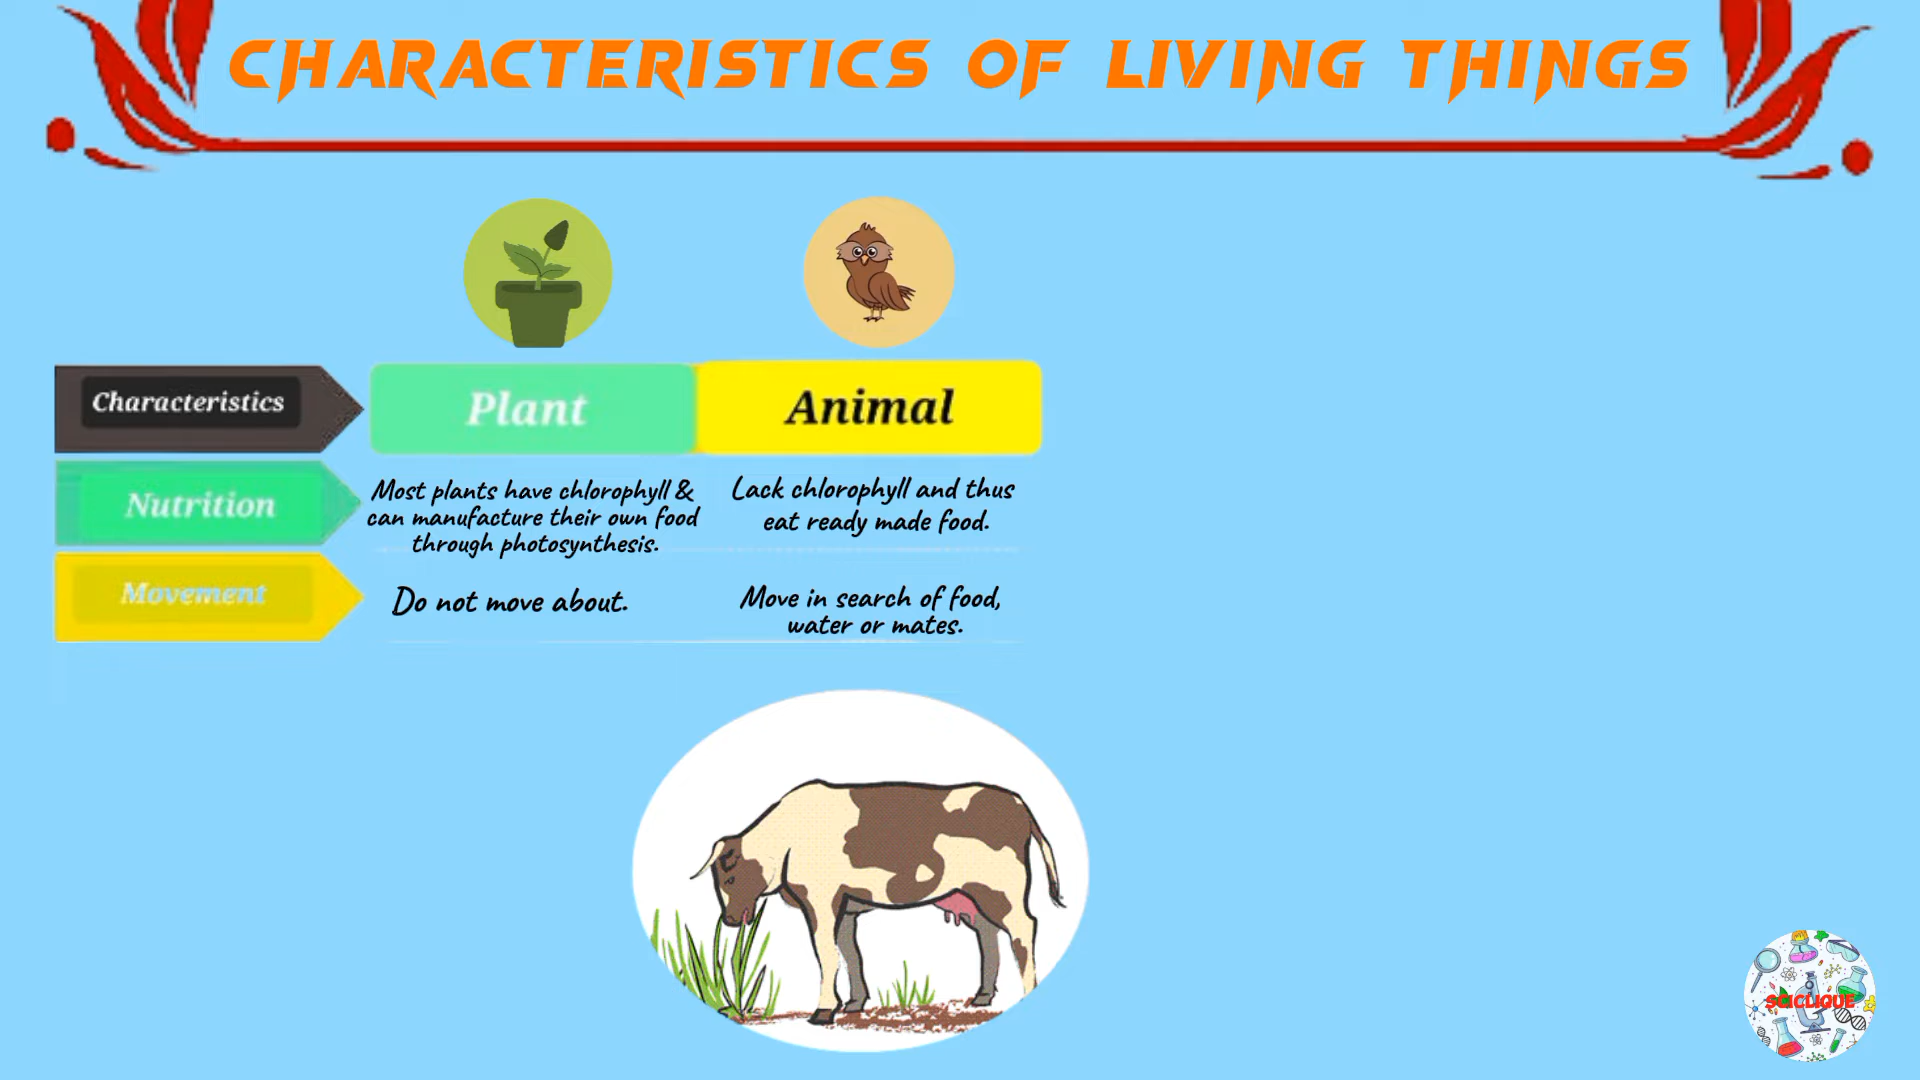 CHARACTERISTICS OF LIVING THINGS
Characteristics
Plant
Animal
Nutrition
Most plants have chlorophyll &
can manufacture their own food
through photosynthesis.
Lack chlorophyll and thus
eat ready made food.
Movement
Do not move about.
Move in search of food,
water or mates.
SCICLIQUE